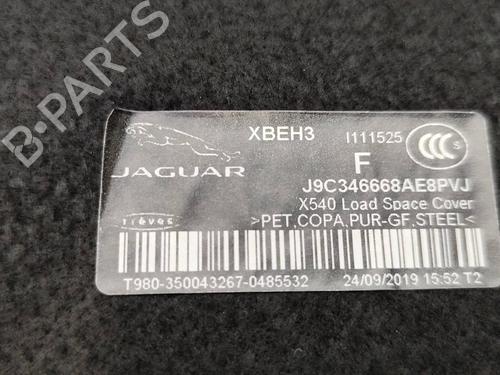 B-PARTS
XBEH3
I111525
JAGUAR
F
CCC S
J9C346668AE8PVJ
X540 Load Space Cover
>PET,COPA,PUR-GF,STEEL<
T980-350043267-0485532
24/09/2019 15:52 T2